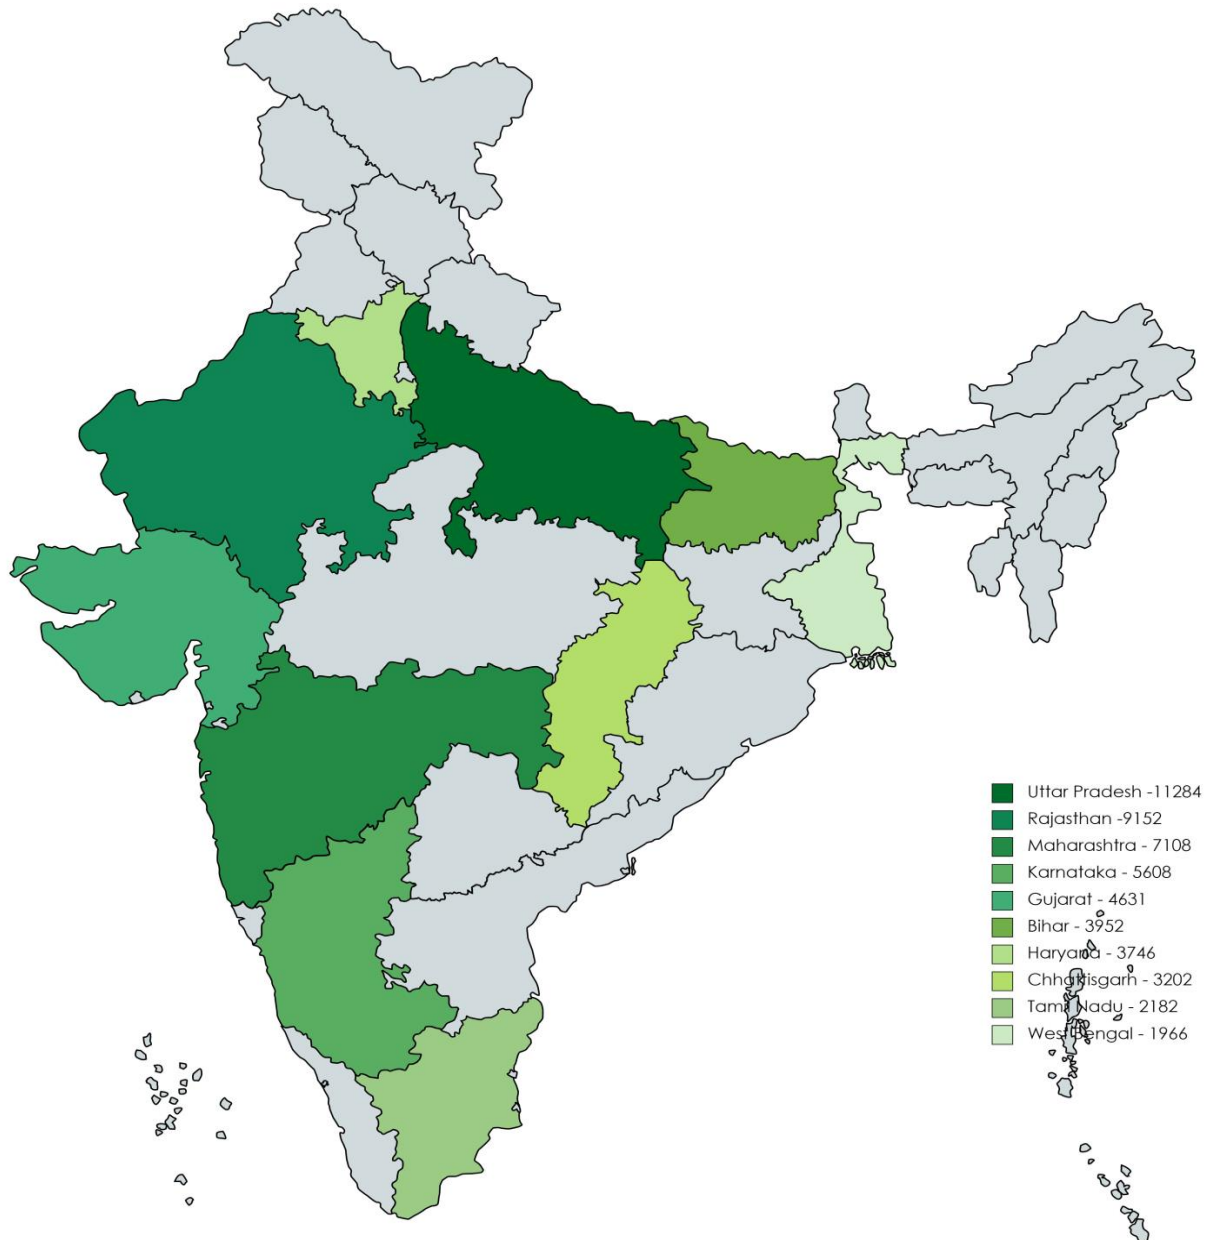 Uttar Pradesh -11284
Rajasthan -9152
Maharashtra - 7108
Karnataka - 5608
Gujarat - 4631
Bihar - 3952
Haryana - 3746
Chhattisgarh - 3202
Tamil Nadu - 2182
West Bengal - 1966